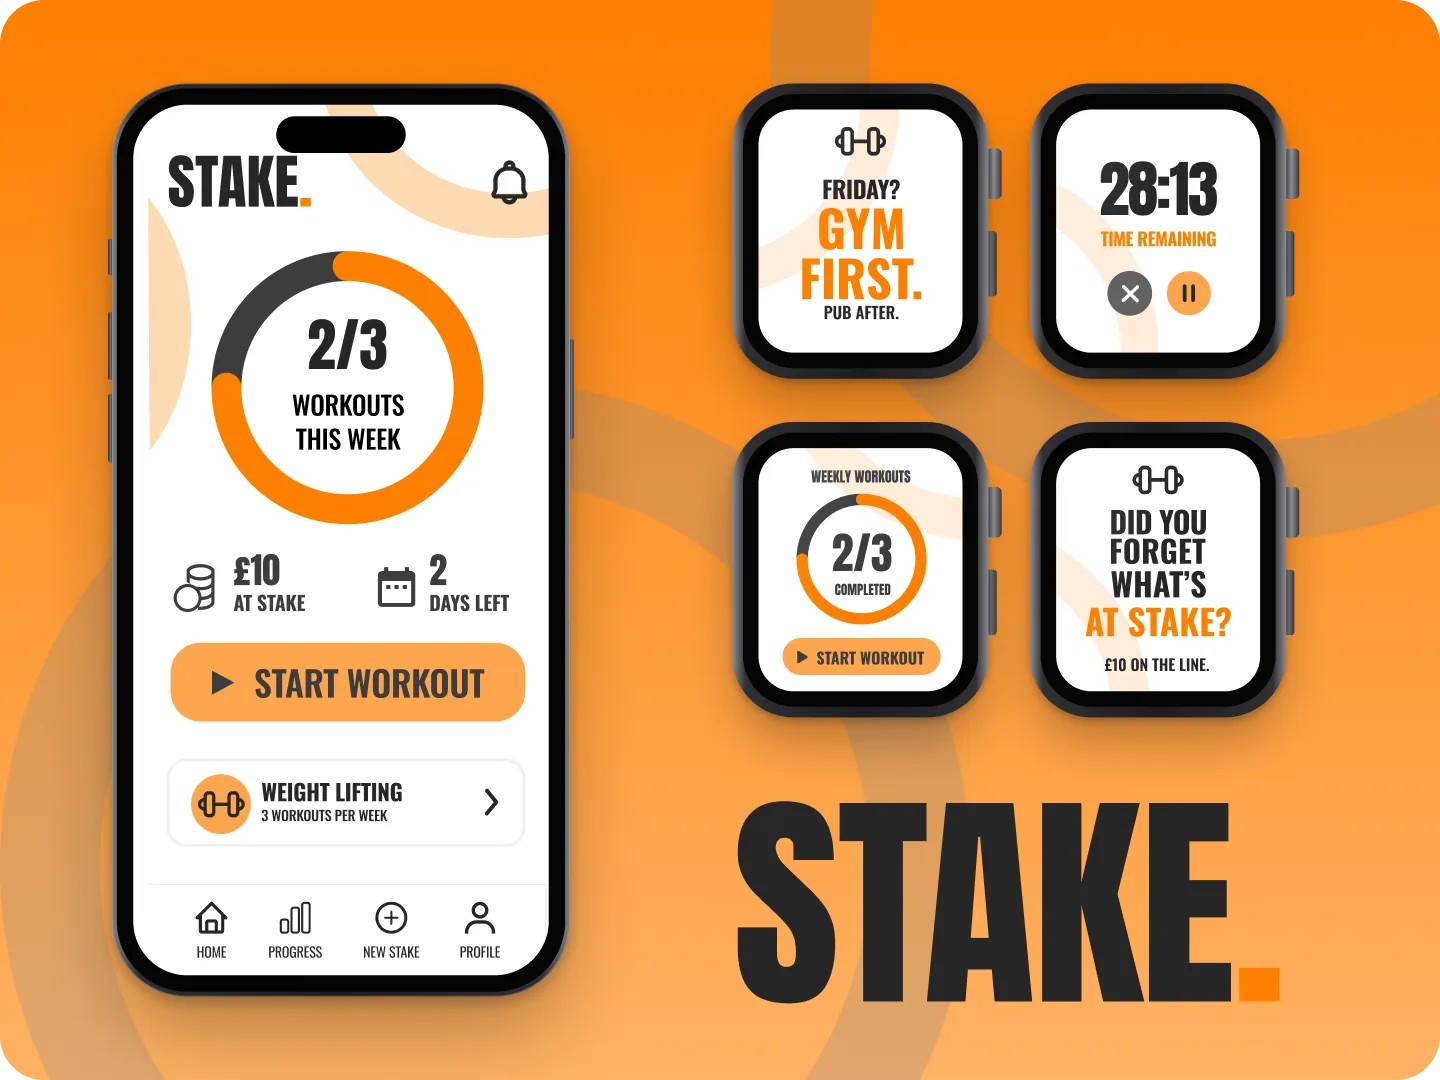 STAKE.
2/3
WORKOUTS
THIS WEEK
£10
AT STAKE
2
DAYS LEFT
START WORKOUT
WEIGHT LIFTING
3 WORKOUTS PER WEEK
HOME
PROGRESS
NEW STAKE
PROFILE
FRIDAY?
GYM
FIRST.
PUB AFTER.
28:13
TIME REMAINING
WEEKLY WORKOUTS
2/3
COMPLETED
START WORKOUT
DID YOU
FORGET
WHAT'S
AT STAKE?
£10 ON THE LINE.
STAKE.